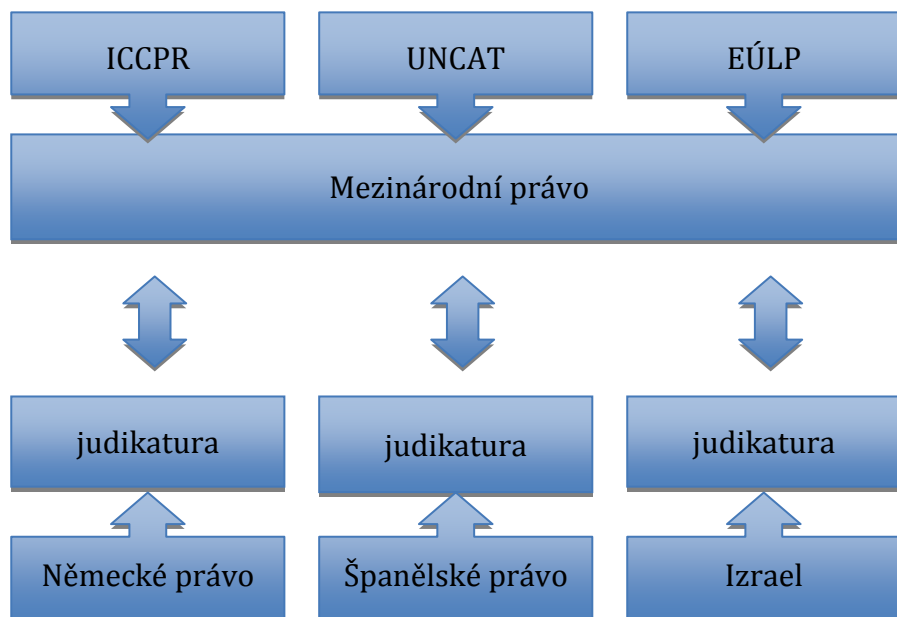 ICCPR
UNCAT
EÚLP
Mezinárodní právo
judikatura
judikatura
judikatura
Německé právo
Španělské právo
Izrael